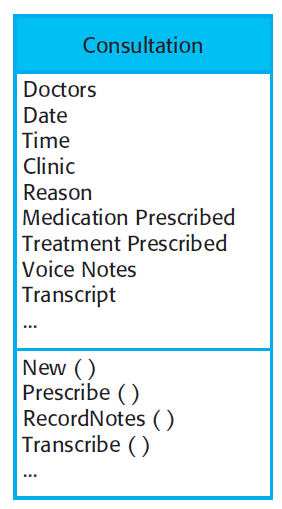 Consultation
Doctors
Date
Time
Clinic
Reason
Medication Prescribed
Treatment Prescribed
Voice Notes
Transcript
...
New ( )
Prescribe ( )
RecordNotes ( )
Transcribe ( )
...